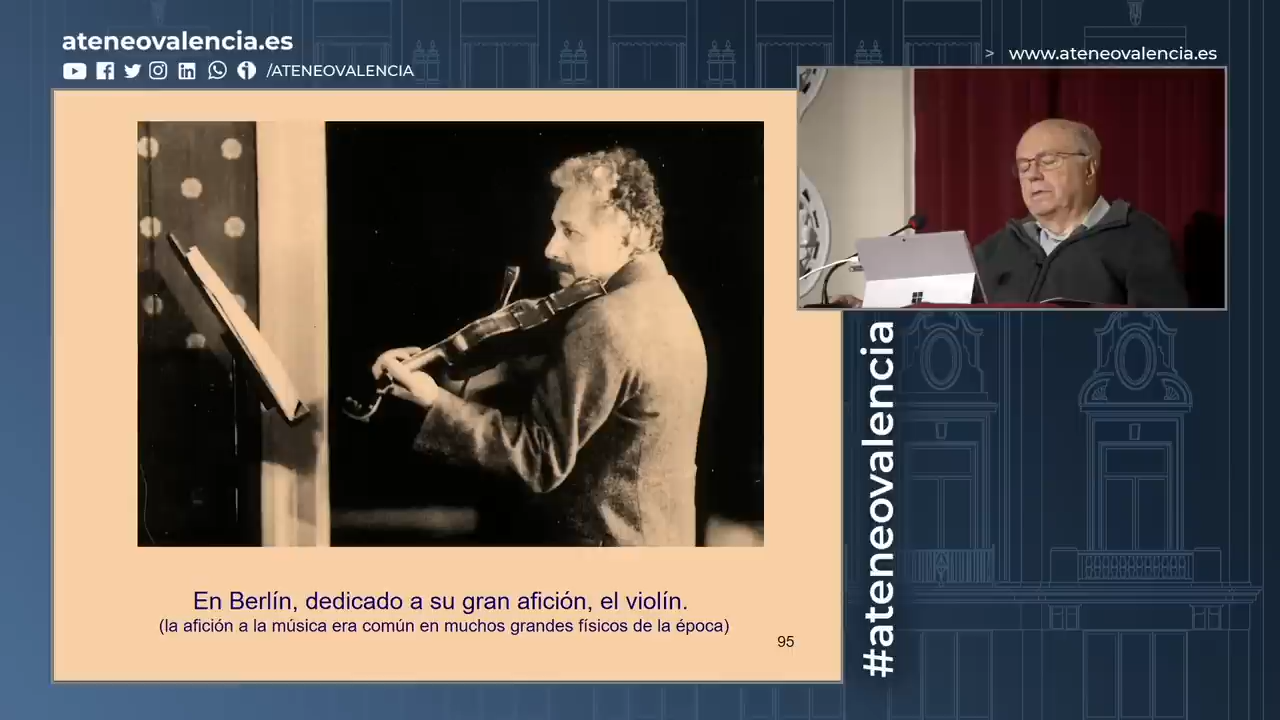 ateneovalencia.es
/ATENEOVALENCIA
> www.ateneovalencia.es
En Berlín, dedicado a su gran afición, el violín.
(la afición a la música era común en muchos grandes físicos de la época)
95
#ateneovalencia